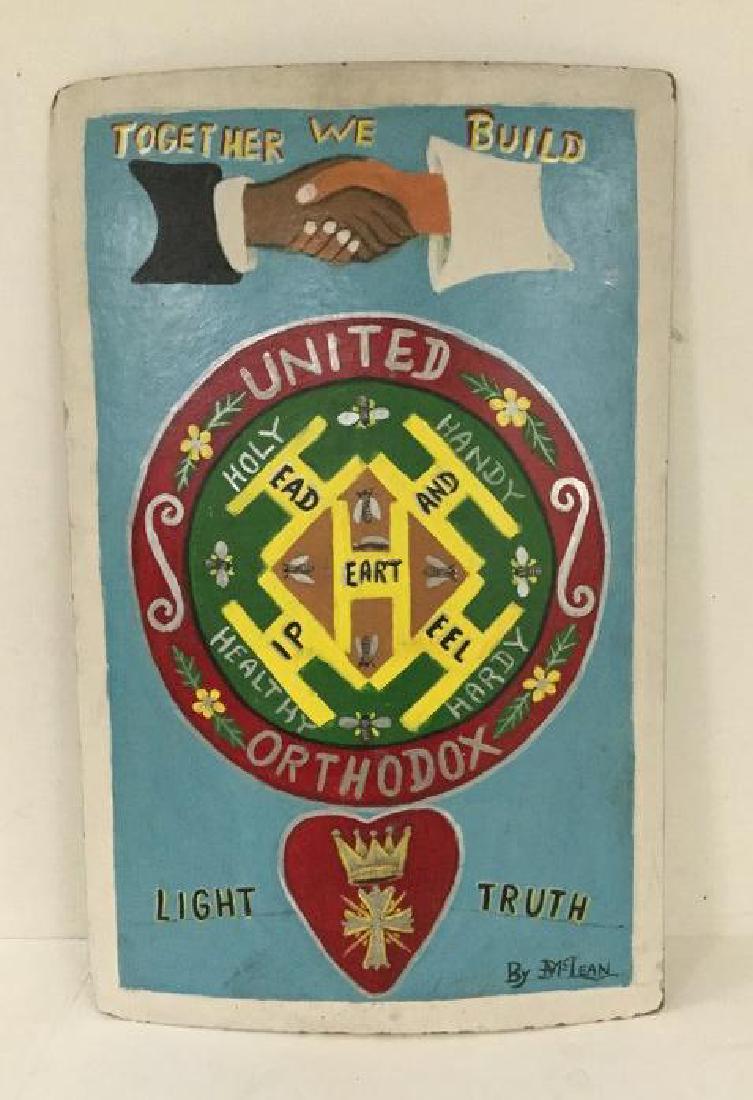 TOGETHER WE BUILD
UNITED
HOLY HANDY
EAD AND
H
EART
IP EEL
HEALTHY HARDY
ORTHODOX
LIGHT TRUTH
By McLEAN